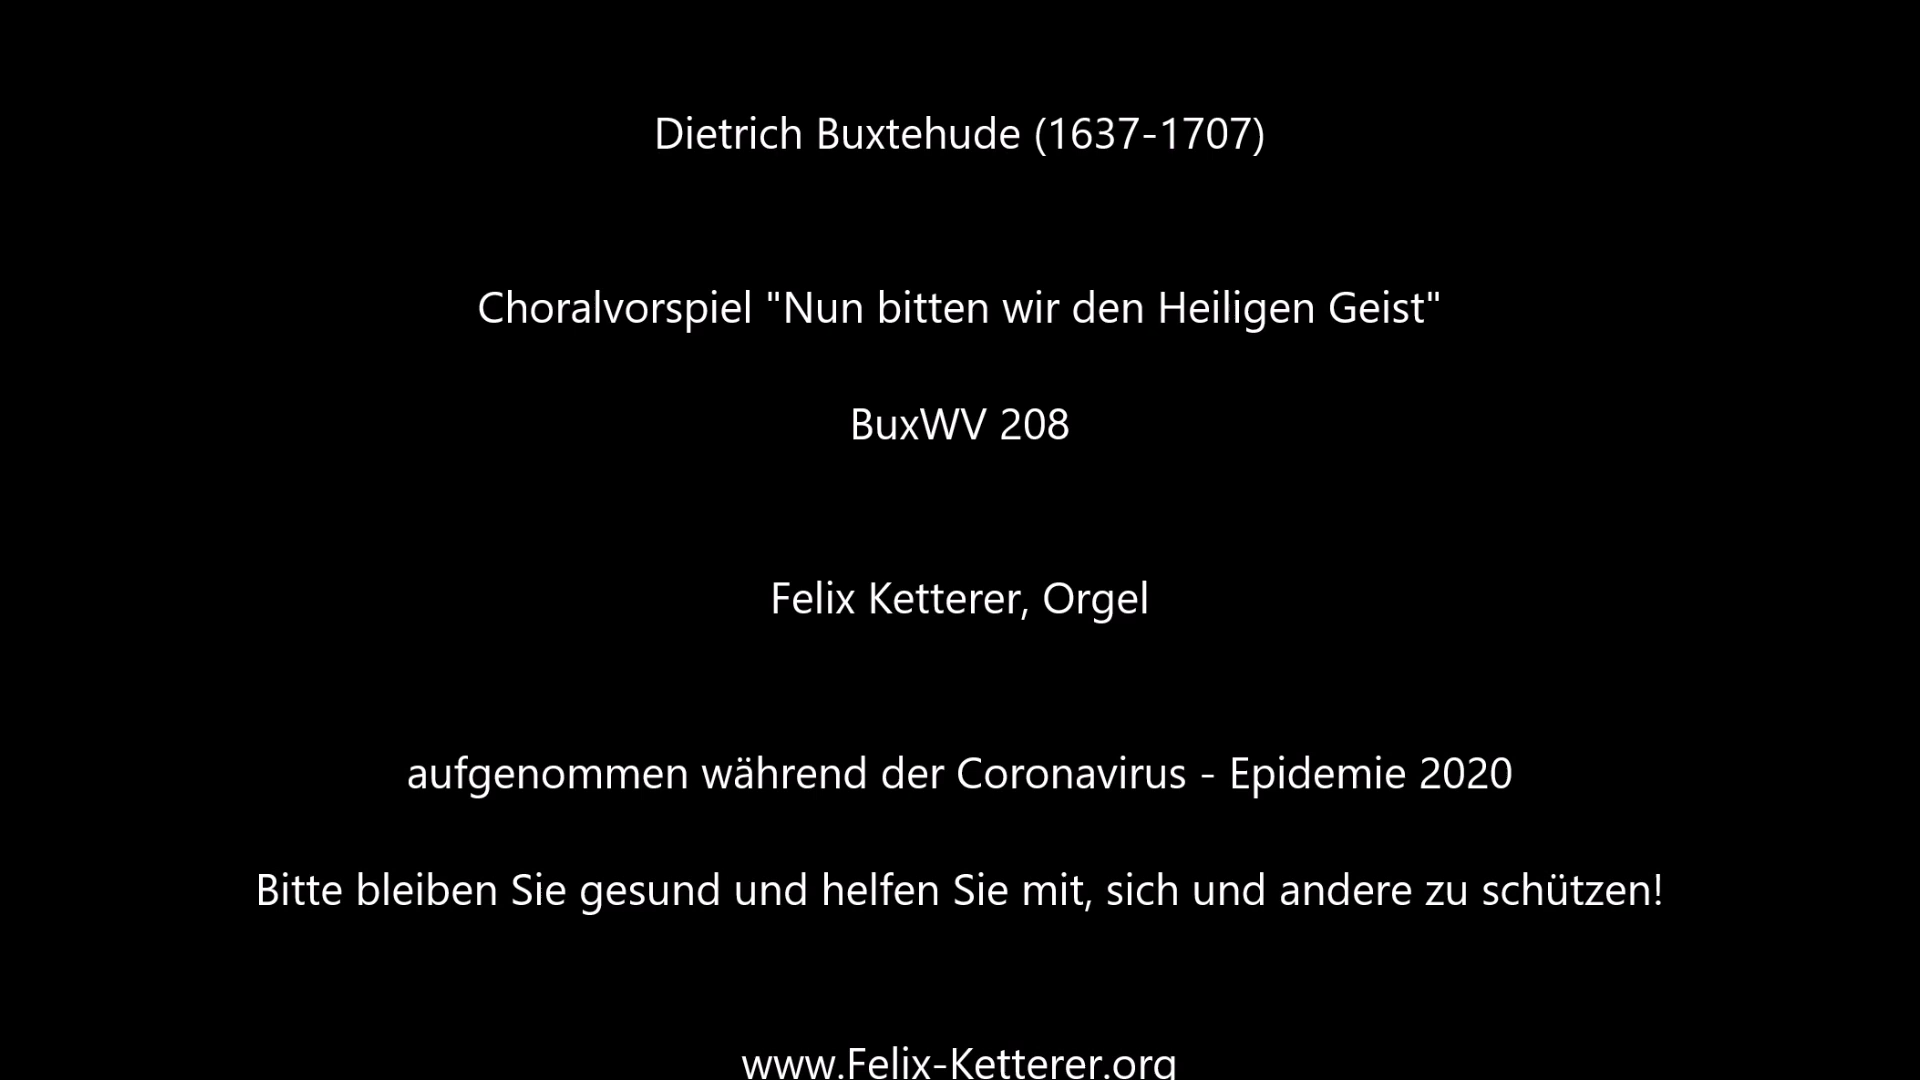 Dietrich Buxtehude (1637-1707)
Choralvorspiel "Nun bitten wir den Heiligen Geist"
BuxWV 208
Felix Ketterer, Orgel
aufgenommen während der Coronavirus - Epidemie 2020
Bitte bleiben Sie gesund und helfen Sie mit, sich und andere zu schützen!
www.Felix-Ketterer.org